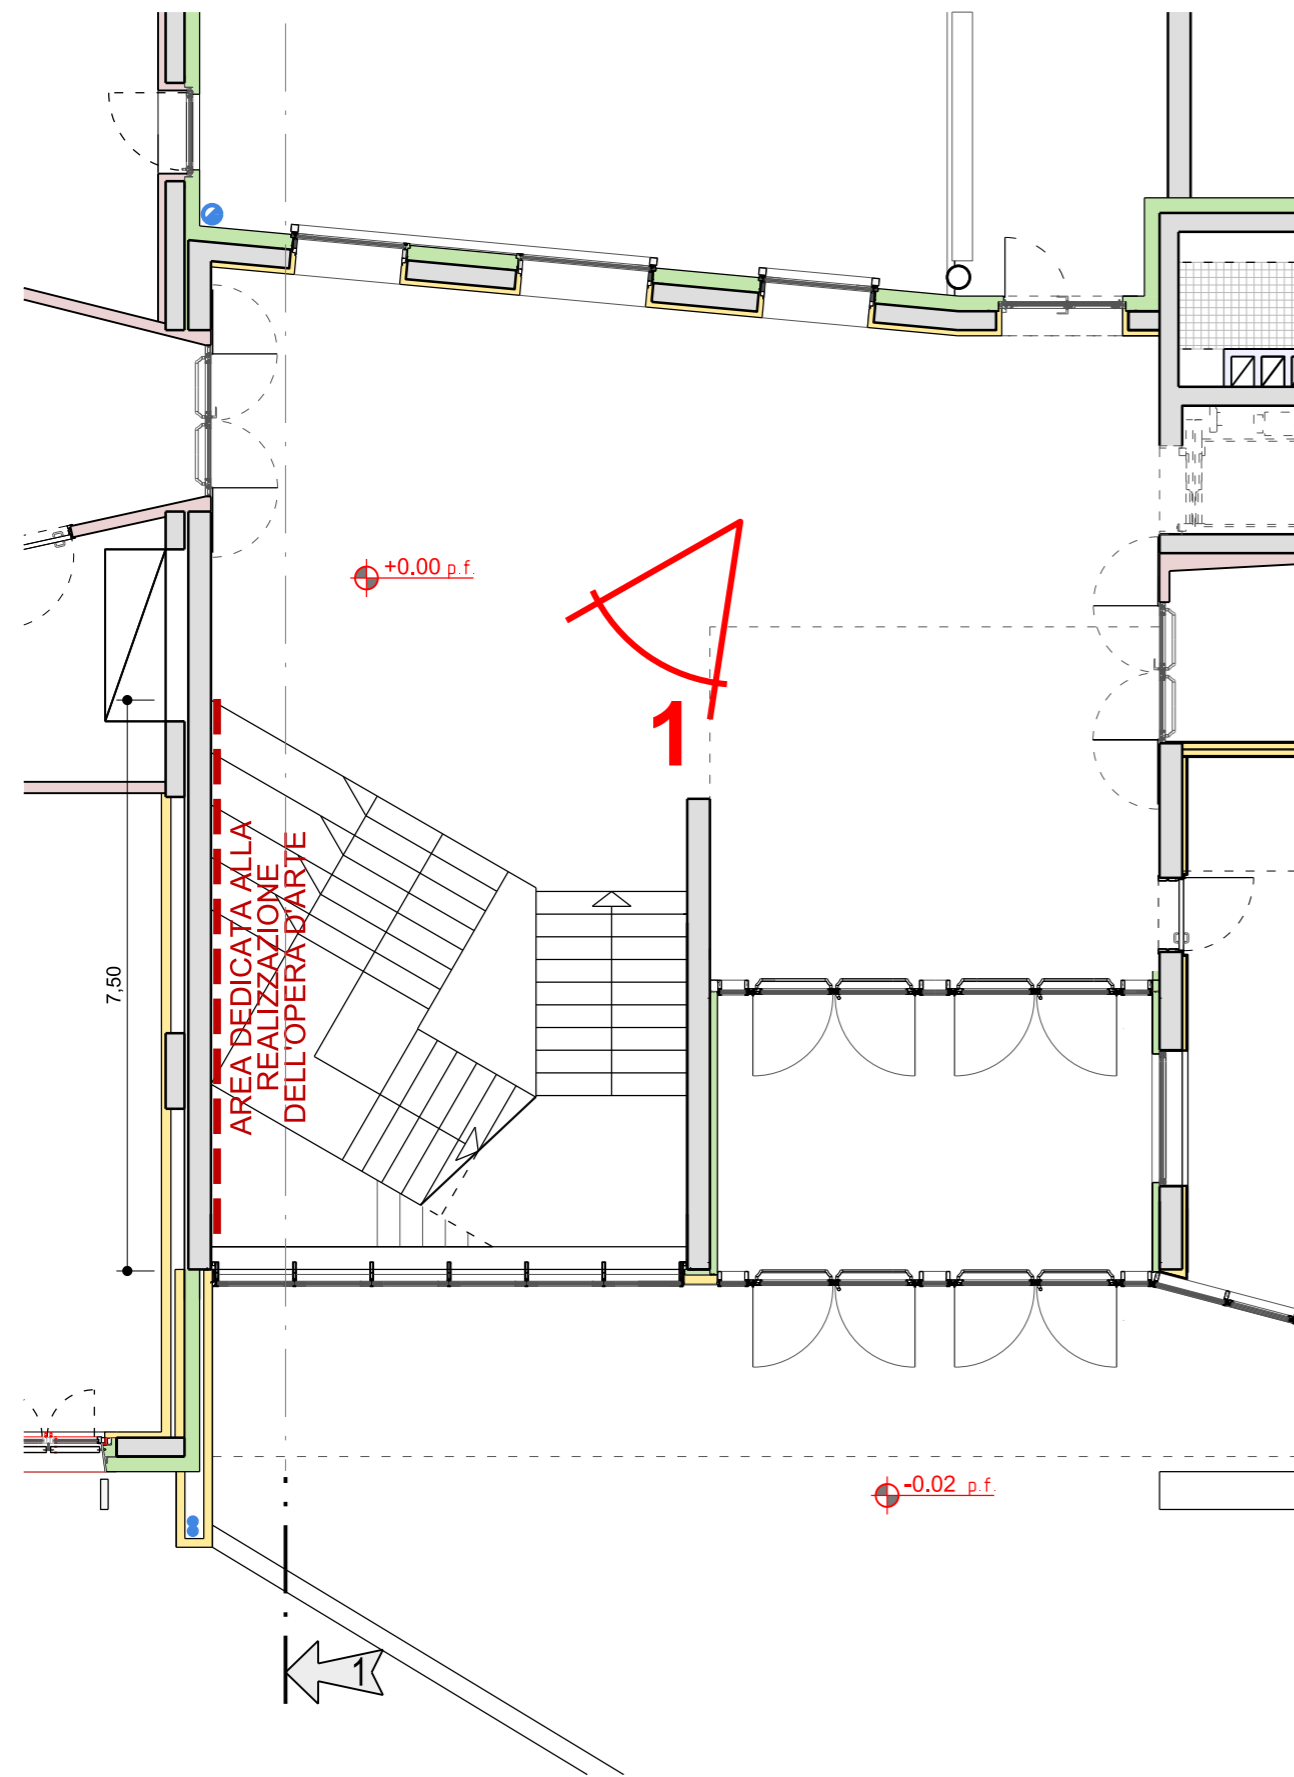 +0.00 p.f.
1
AREA DEDICATA ALLA
REALIZZAZIONE
DELL'OPERA D'ARTE
7,50
-0.02 p.f.
1